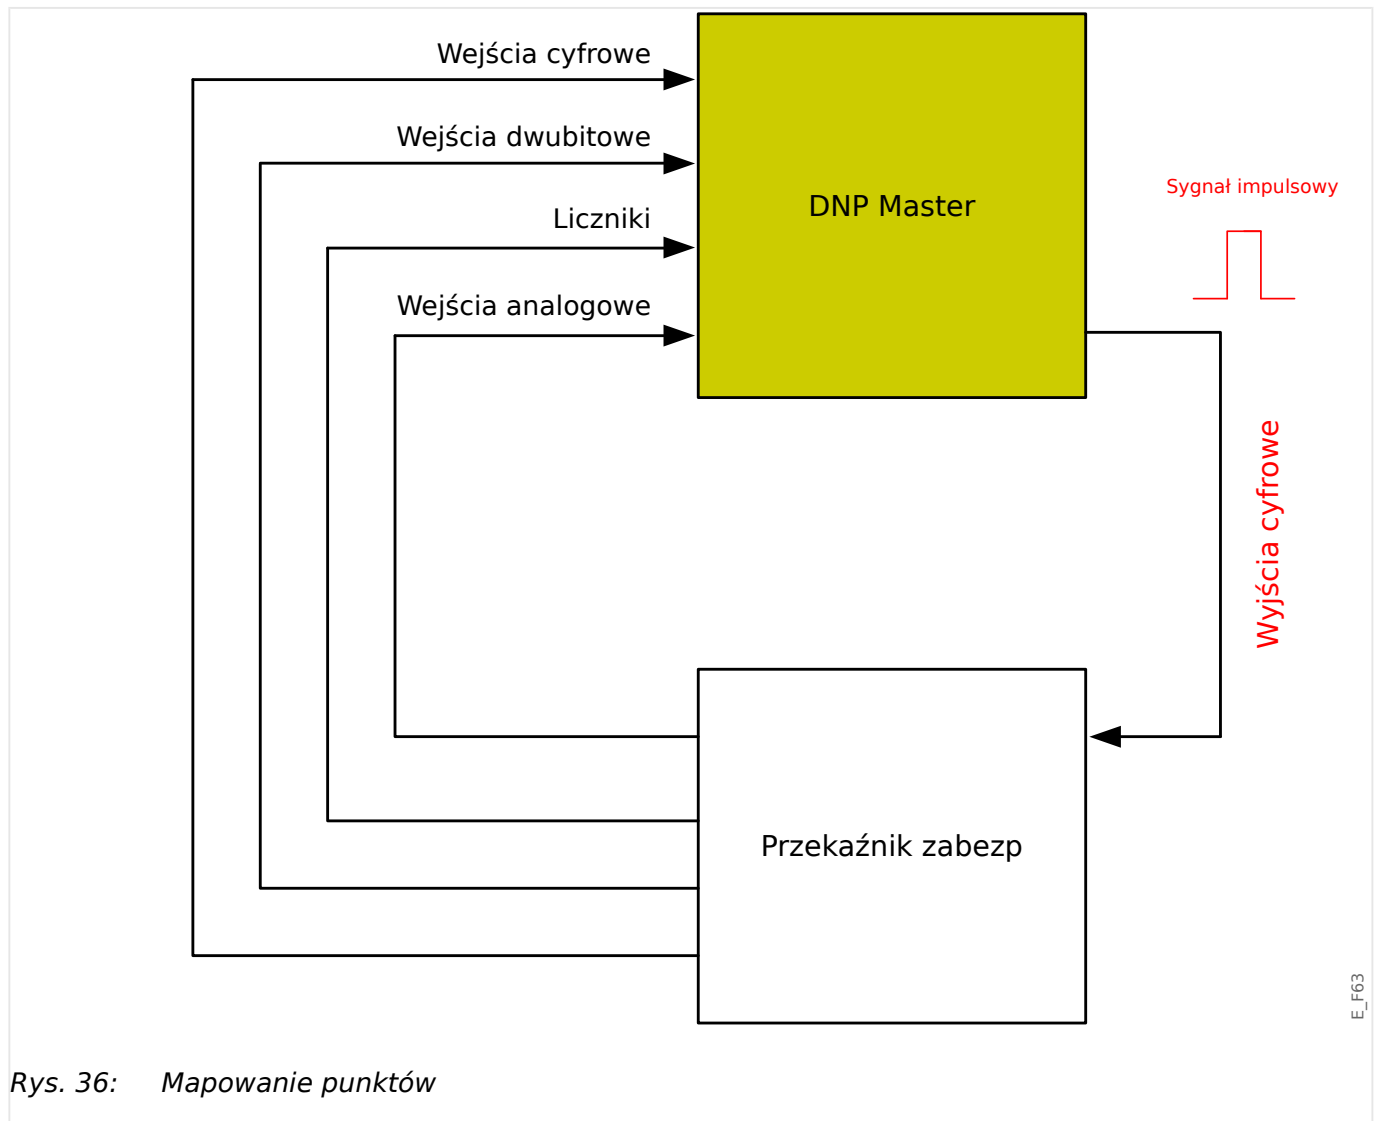 Wejścia cyfrowe
Wejścia dwubitowe
Liczniki
Wejścia analogowe
DNP Master
Sygnał impulsowy
Wyjścia cyfrowe
Przekaźnik zabezp
E_F63
Rys. 36: Mapowanie punktów